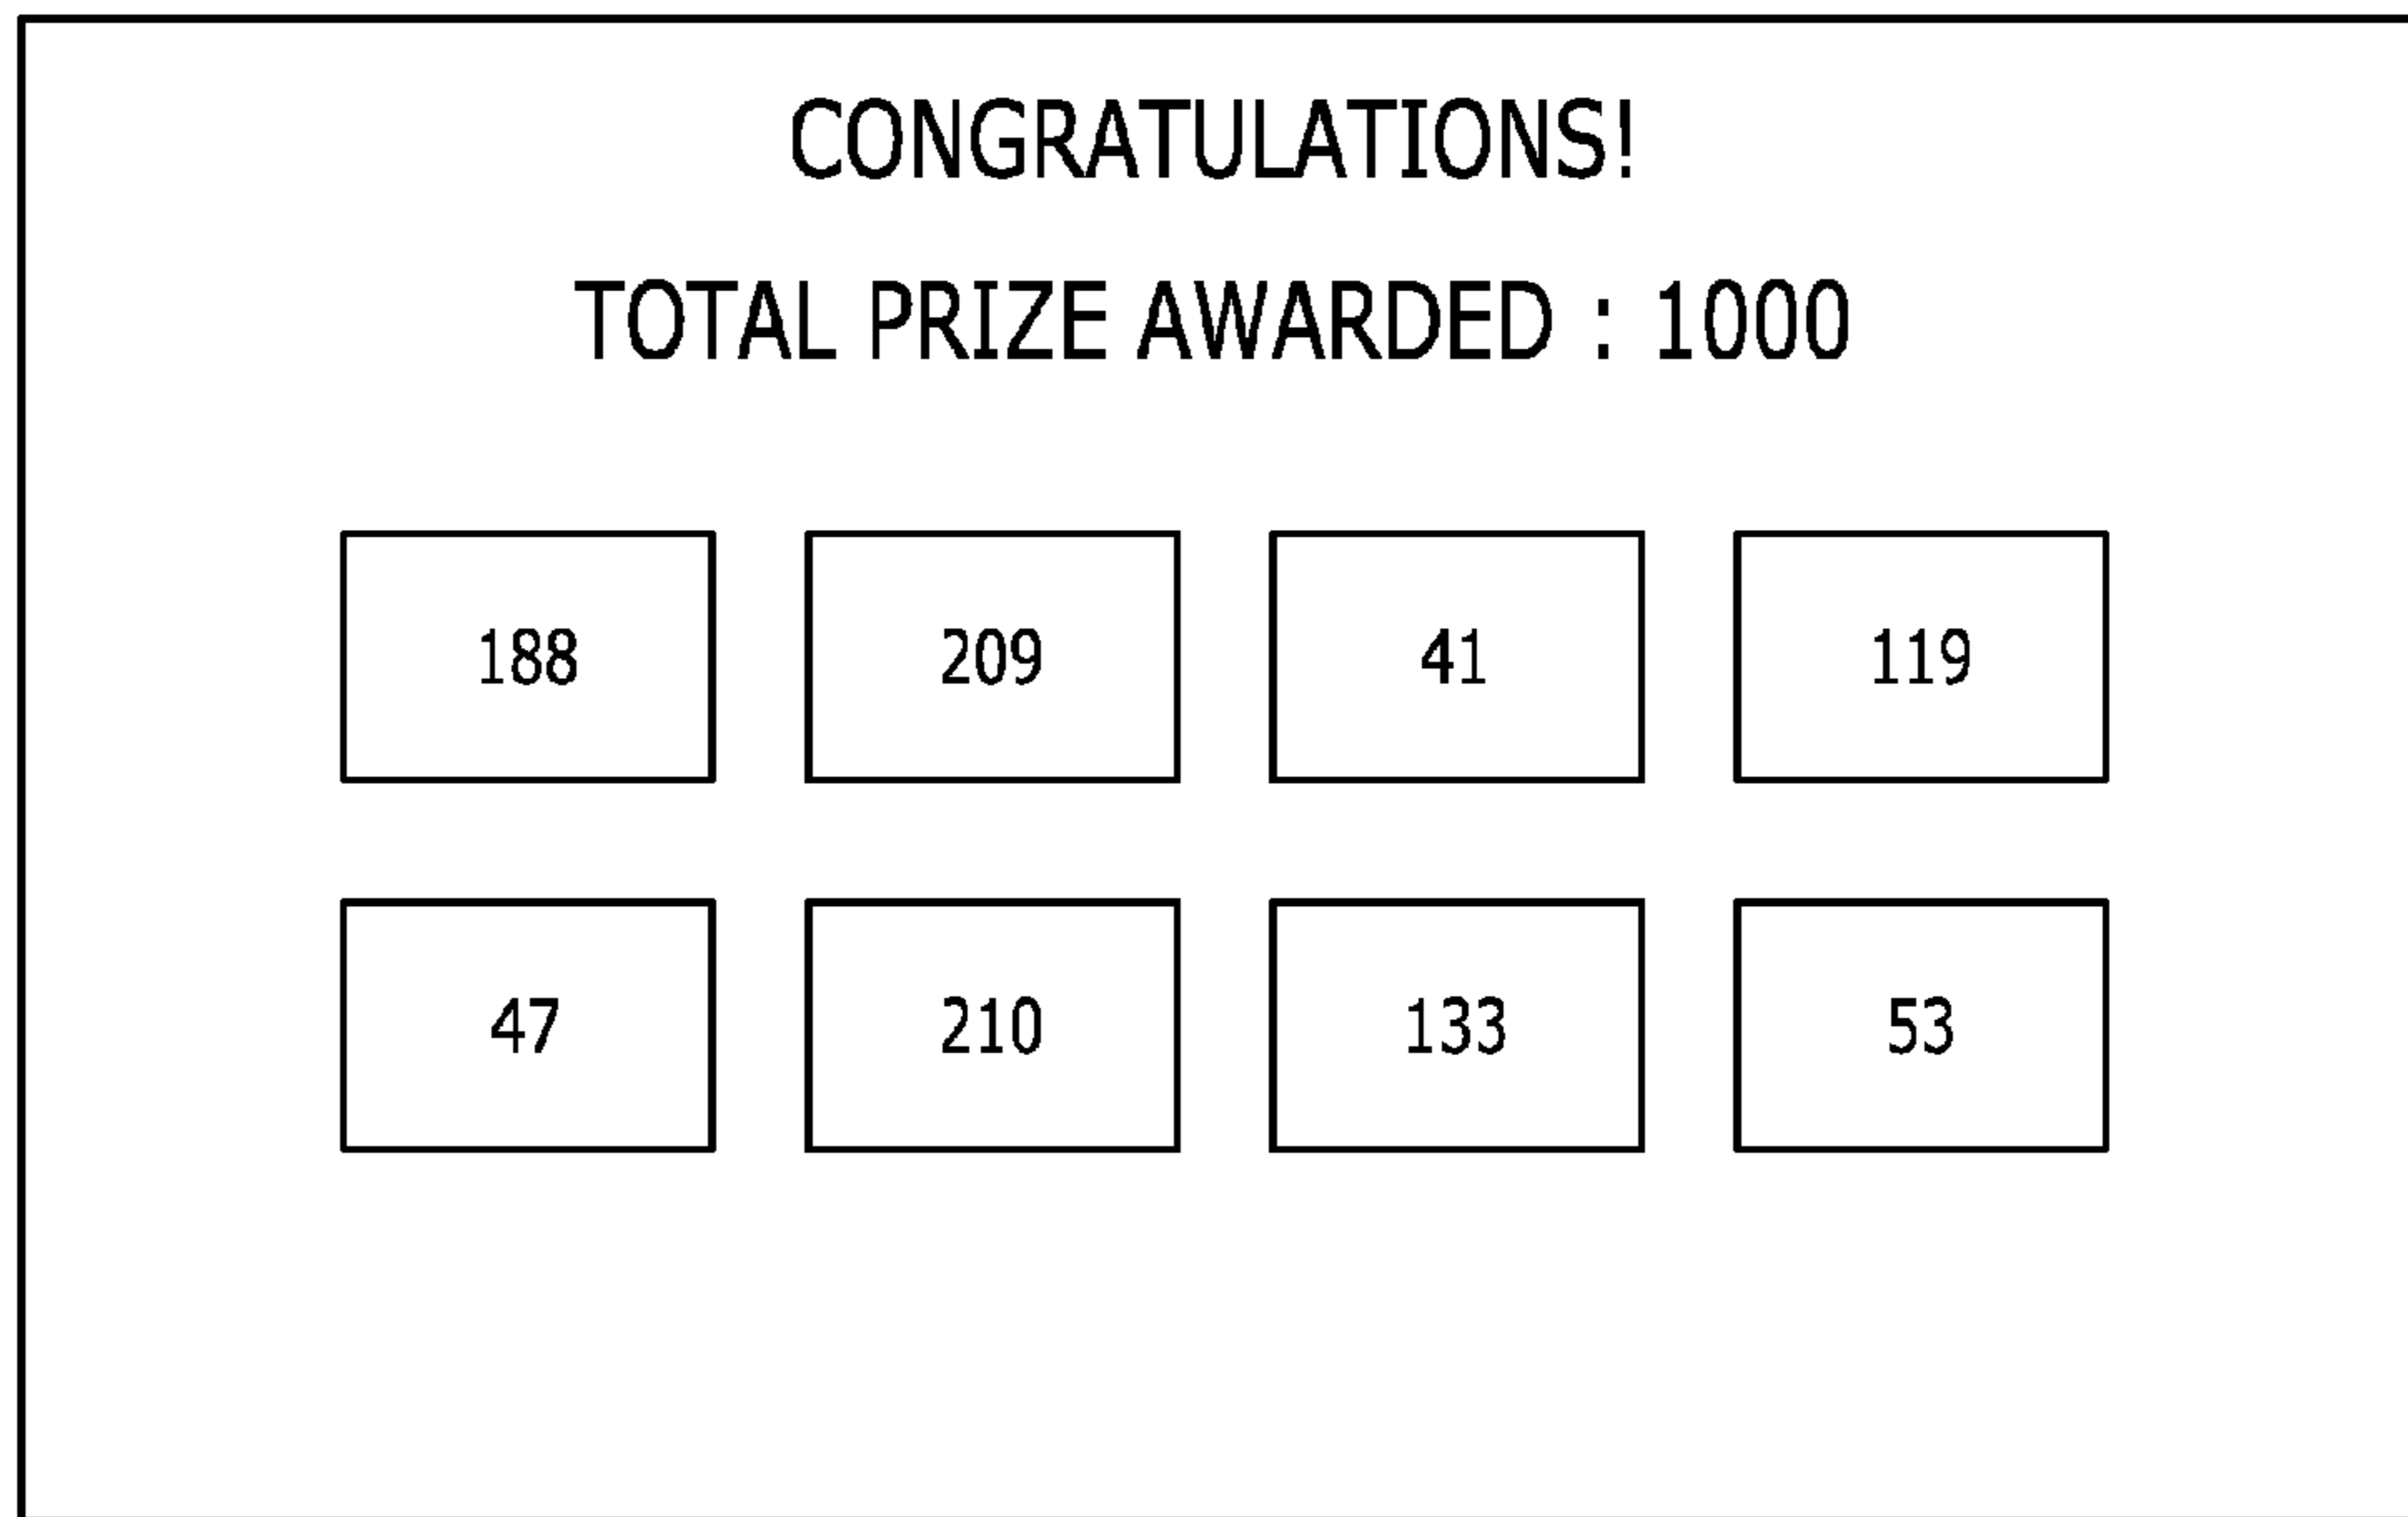 CONGRATULATIONS!
TOTAL PRIZE AWARDED : 1000
188 209 41 119
47 210 133 53